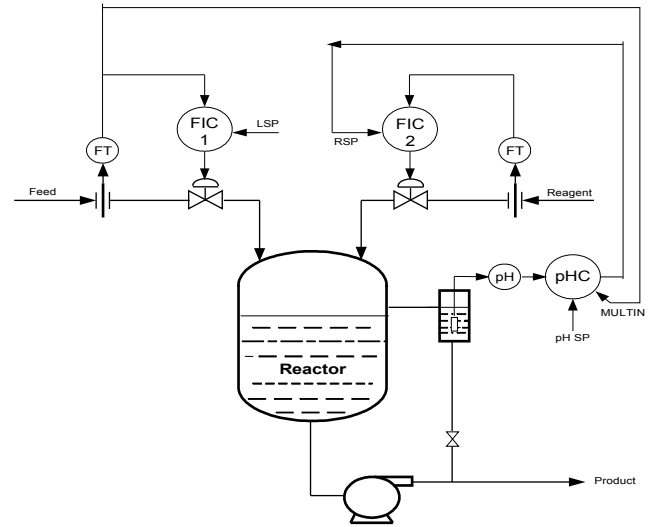 FIC
1
LSP
FT
Feed
RSP
FIC
2
FT
Reagent
pH
pHC
MULTIN
pH SP
Reactor
Product